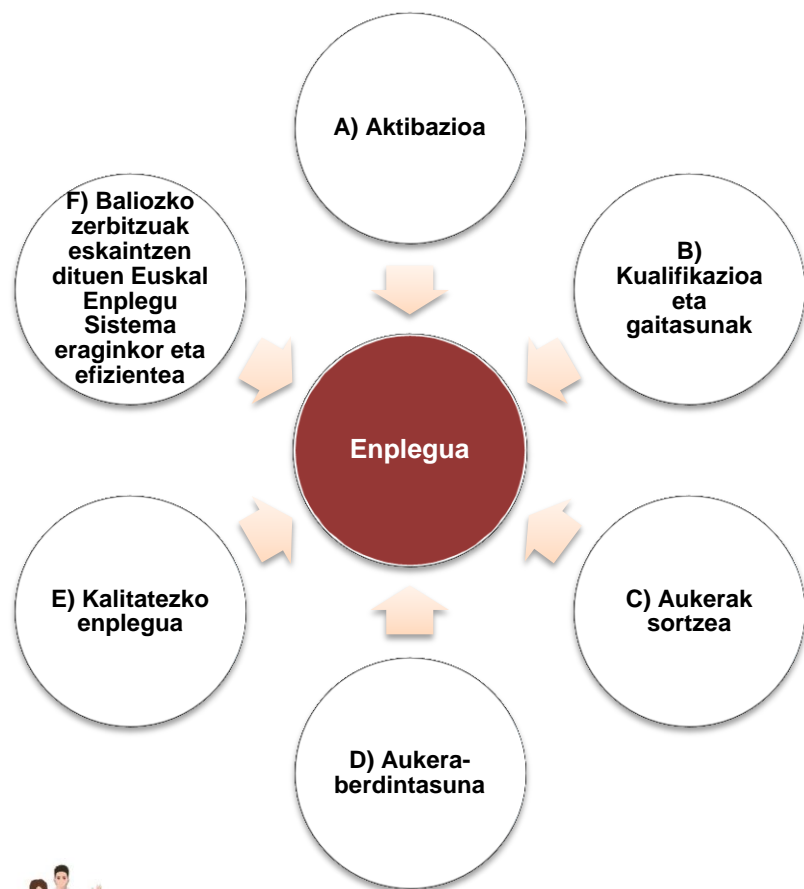 A) Aktibazioa
B)
Kualifikazioa
eta
gaitasunak
C) Aukerak
sortzea
D) Aukera-
berdintasuna
E) Kalitatezko
enplegua
F) Baliozko
zerbitzuak
eskaintzen
dituen Euskal
Enplegu
Sistema
eraginkor eta
efizientea
Enplegua